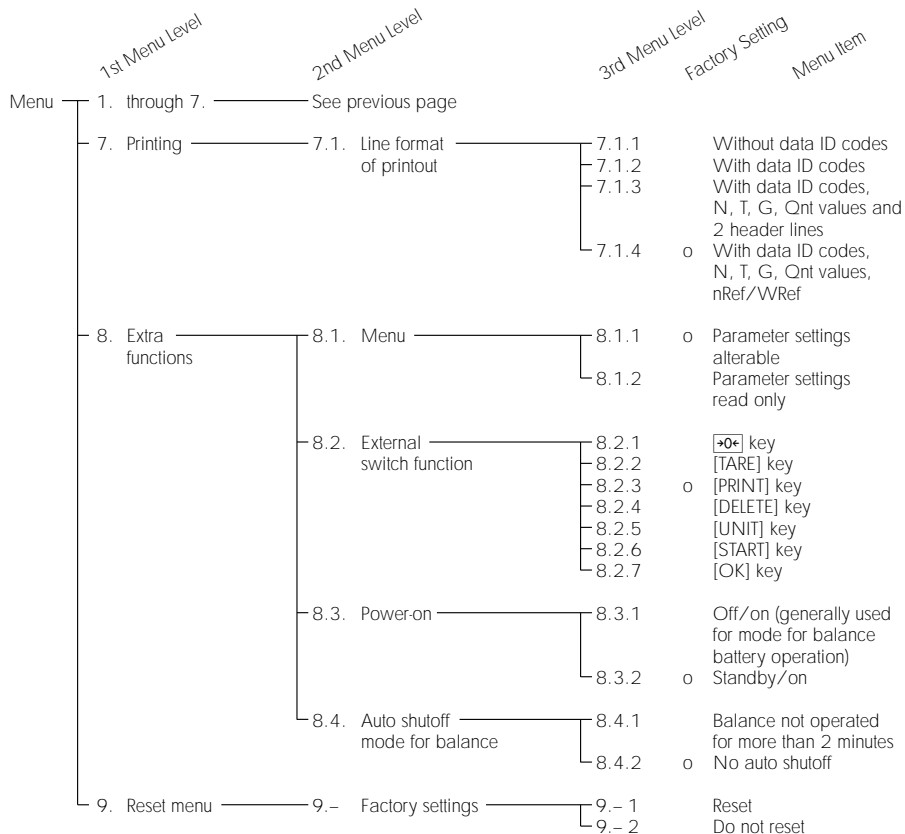 1st Menu Level 2nd Menu Level 3rd Menu Level Factory Setting Menu Item
Menu 1. through 7. See previous page
7. Printing 7.1. Line format 7.1.1 Without data ID codes
of printout 7.1.2 With data ID codes
7.1.3 With data ID codes,
N, T, G, Qnt values and
2 header lines
7.1.4 o With data ID codes,
N, T, G, Qnt values,
nRef/WRef
8. Extra 8.1. Menu 8.1.1 o Parameter settings
functions alterable
8.1.2 Parameter settings
read only
8.2. External 8.2.1 →0← key
switch function 8.2.2 [TARE] key
8.2.3 o [PRINT] key
8.2.4 [DELETE] key
8.2.5 [UNIT] key
8.2.6 [START] key
8.2.7 [OK] key
8.3. Power-on 8.3.1 Off/on (generally used
for mode for balance
battery operation)
8.3.2 o Standby/on
8.4. Auto shutoff 8.4.1 Balance not operated
mode for balance for more than 2 minutes
8.4.2 o No auto shutoff
9. Reset menu 9.– Factory settings 9.– 1 Reset
9.– 2 Do not reset